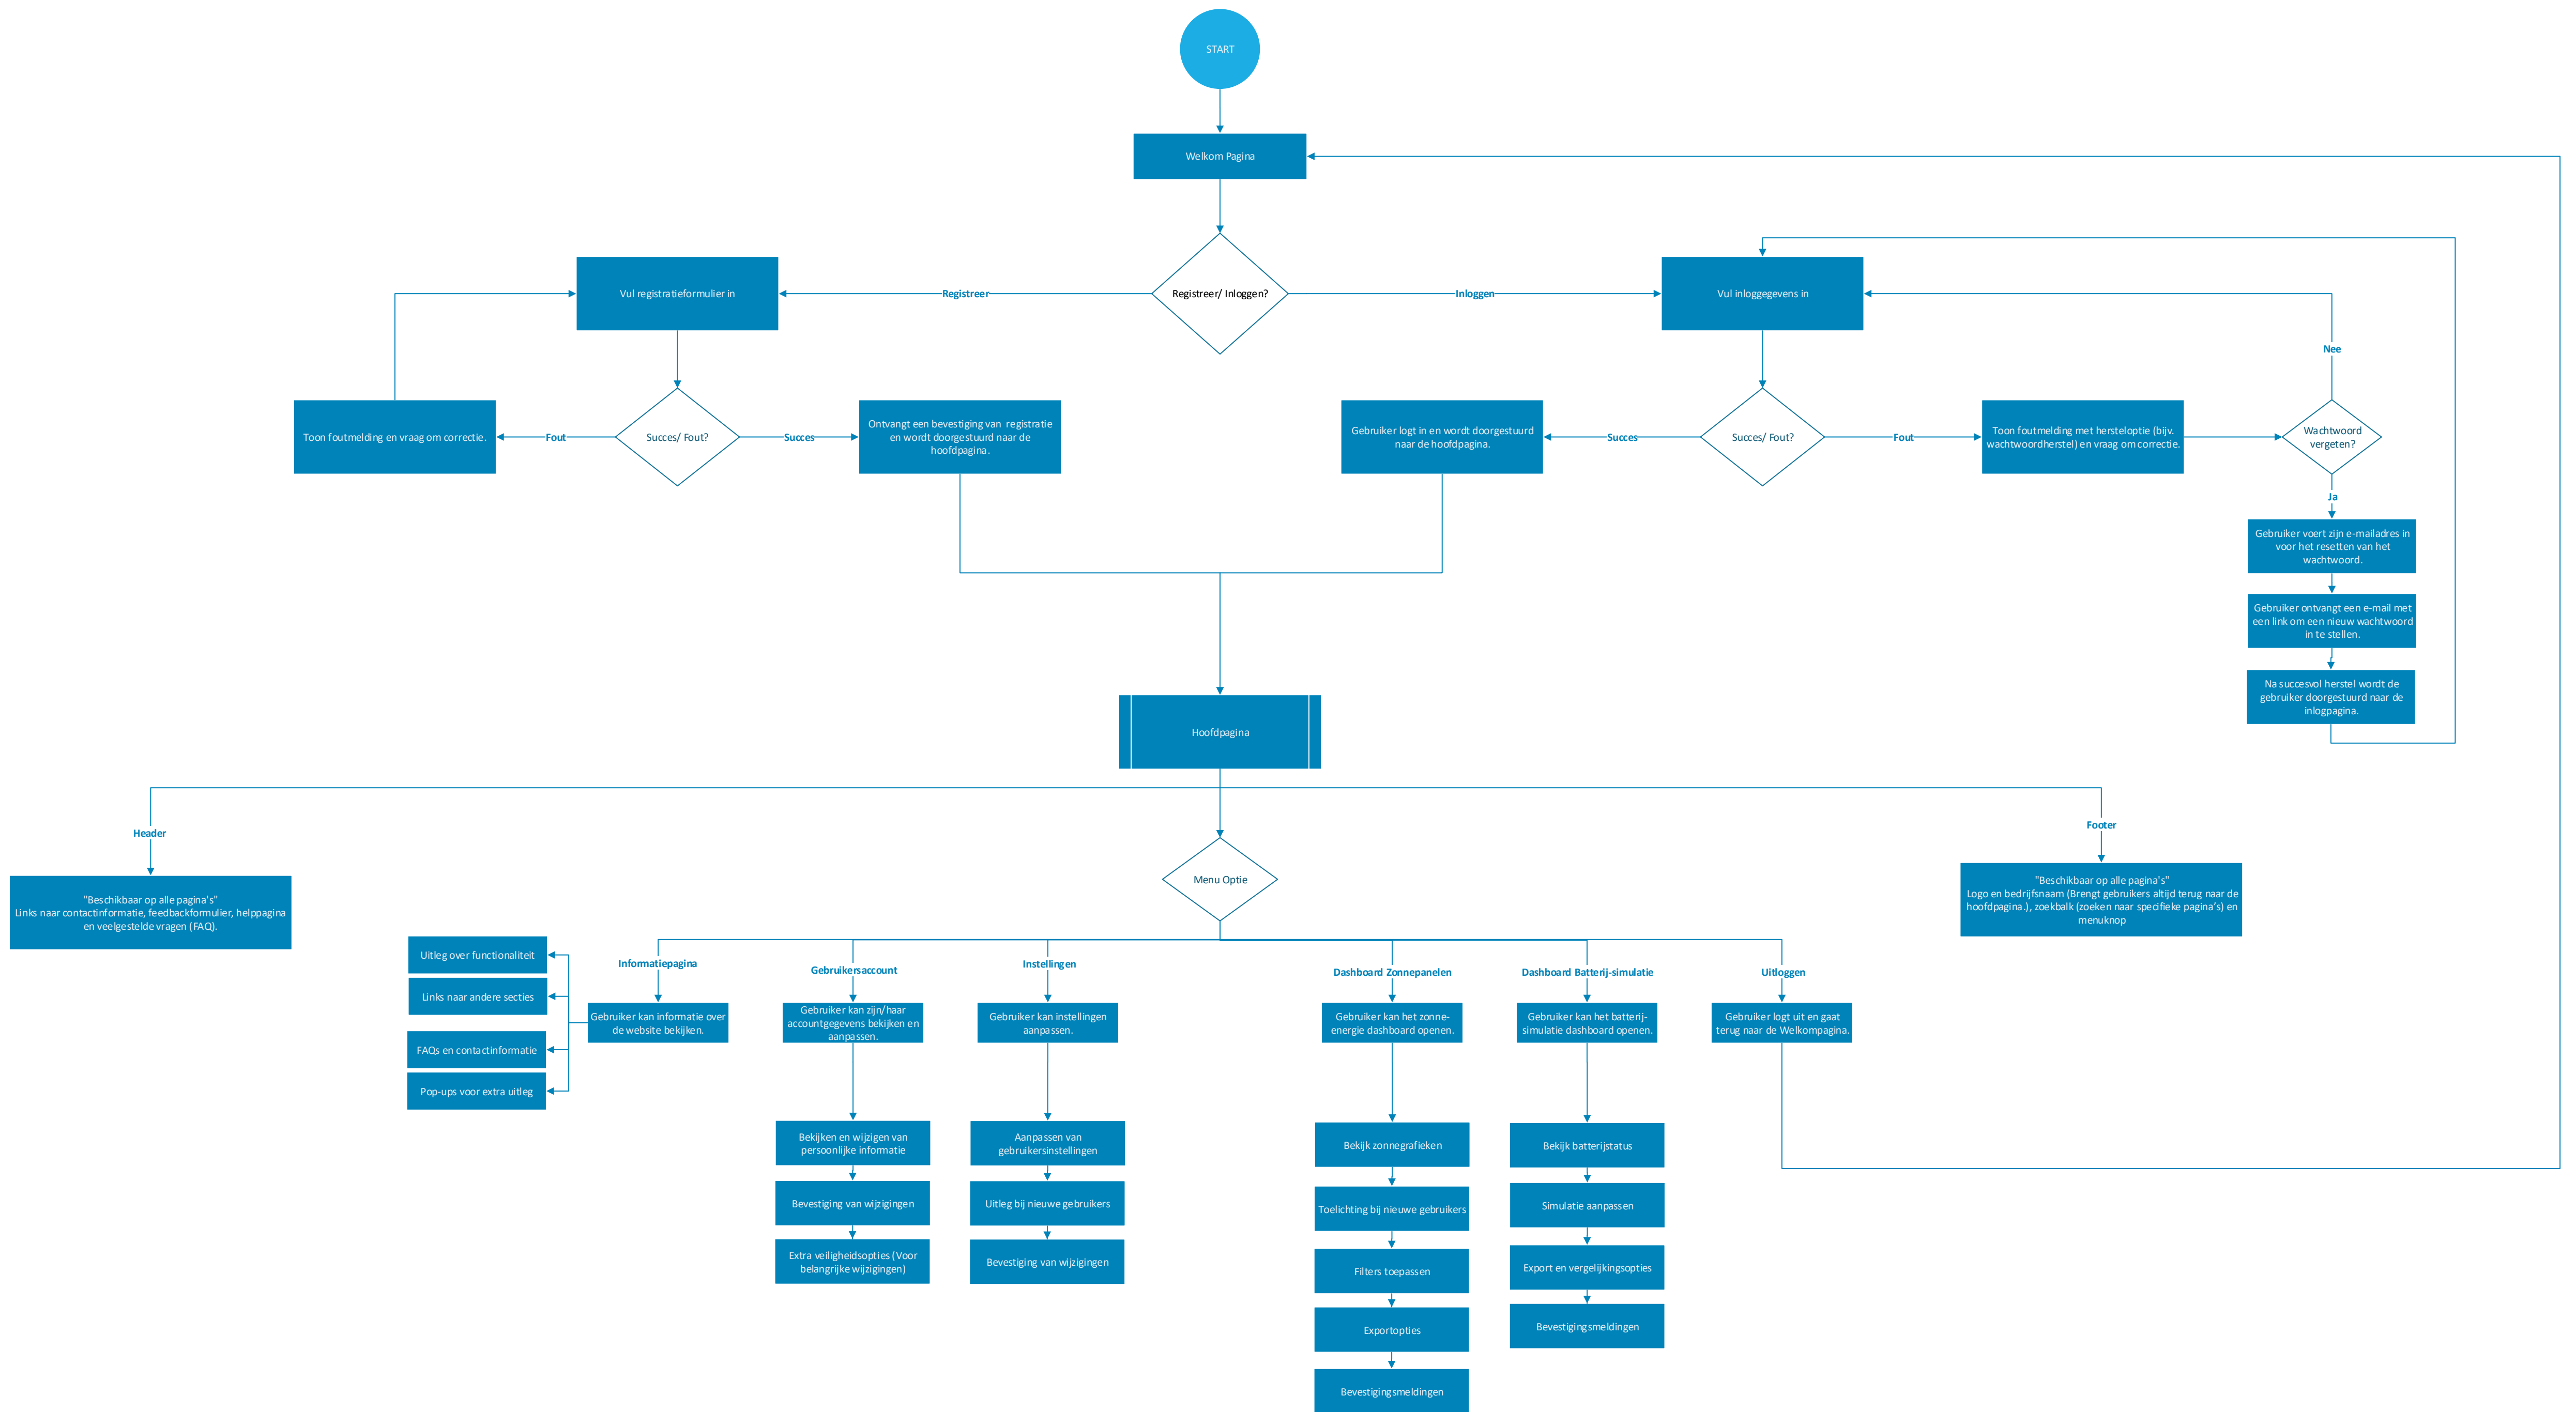 START
Welkom Pagina
Registreer/ Inloggen?
Registreer
Inloggen
Vul registratieformulier in
Vul inloggegevens in
Nee
Toon foutmelding en vraag om correctie.
Fout
Succes/ Fout?
Succes
Ontvangt een bevestiging van registratie
en wordt doorgestuurd naar de
hoofdpagina.
Gebruiker logt in en wordt doorgestuurd
naar de hoofdpagina.
Succes
Succes/ Fout?
Fout
Toon foutmelding met hersteloptie (bijv.
wachtwoordherstel) en vraag om correctie.
Wachtwoord
vergeten?
Ja
Gebruiker voert zijn e-mailadres in
voor het resetten van het
wachtwoord.
Gebruiker ontvangt een e-mail met
een link om een nieuw wachtwoord
in te stellen.
Na succesvol herstel wordt de
gebruiker doorgestuurd naar de
inlogpagina.
Hoofdpagina
Header
Footer
"Beschikbaar op alle pagina's"
Links naar contactinformatie, feedbackformulier, helppagina
en veelgestelde vragen (FAQ).
Menu Optie
"Beschikbaar op alle pagina's"
Logo en bedrijfsnaam (Brengt gebruikers altijd terug naar de
hoofdpagina.), zoekbalk (zoeken naar specifieke pagina's) en
menuknop
Informatiepagina
Gebruikersaccount
Instellingen
Dashboard Zonnepanelen
Dashboard Batterij-simulatie
Uitloggen
Uitleg over functionaliteit
Links naar andere secties
FAQs en contactinformatie
Pop-ups voor extra uitleg
Gebruiker kan informatie over
de website bekijken.
Gebruiker kan zijn/haar
accountgegevens bekijken en
aanpassen.
Gebruiker kan instellingen
aanpassen.
Gebruiker kan het zonne-
energie dashboard openen.
Gebruiker kan het batterij-
simulatie dashboard openen.
Gebruiker logt uit en gaat
terug naar de Welkompagina.
Bekijken en wijzigen van
persoonlijke informatie
Bevestiging van wijzigingen
Extra veiligheidsopties (Voor
belangrijke wijzigingen)
Aanpassen van
gebruikersinstellingen
Uitleg bij nieuwe gebruikers
Bevestiging van wijzigingen
Bekijk zonnegrafieken
Toelichting bij nieuwe gebruikers
Filters toepassen
Exportopties
Bevestigingsmeldingen
Bekijk batterijstatus
Simulatie aanpassen
Export en vergelijkingsopties
Bevestigingsmeldingen